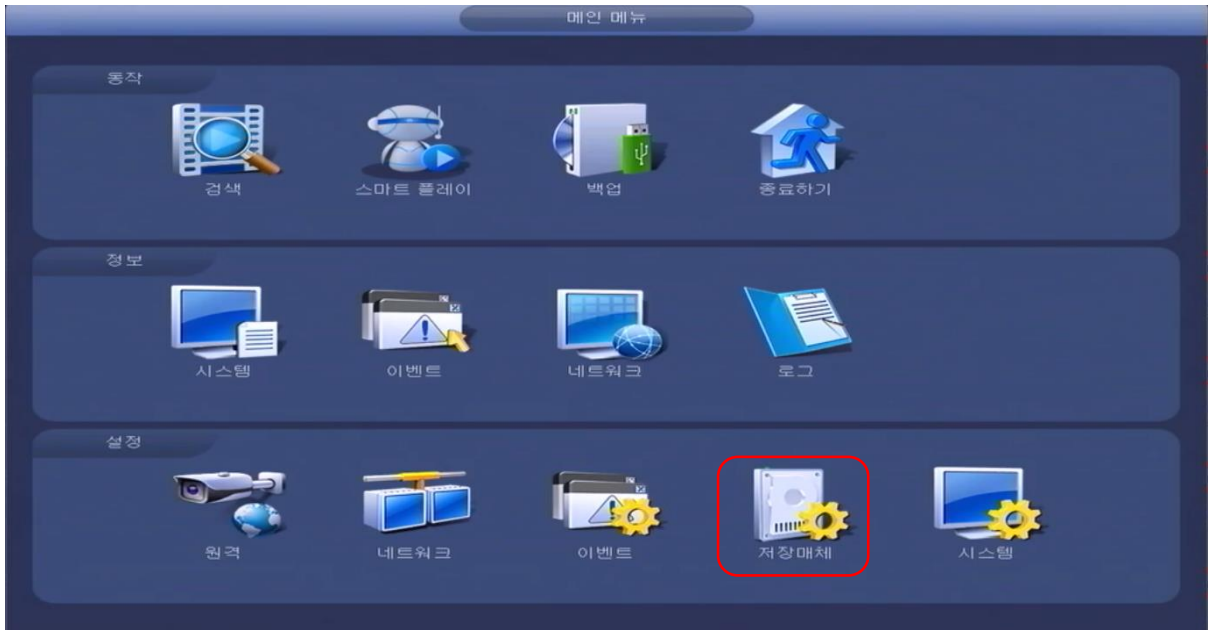 메인 메뉴
동작
검색
스마트 플레이
백업
종료하기
정보
시스템
이벤트
네트워크
로그
설정
원격
네트워크
이벤트
저장매체
시스템